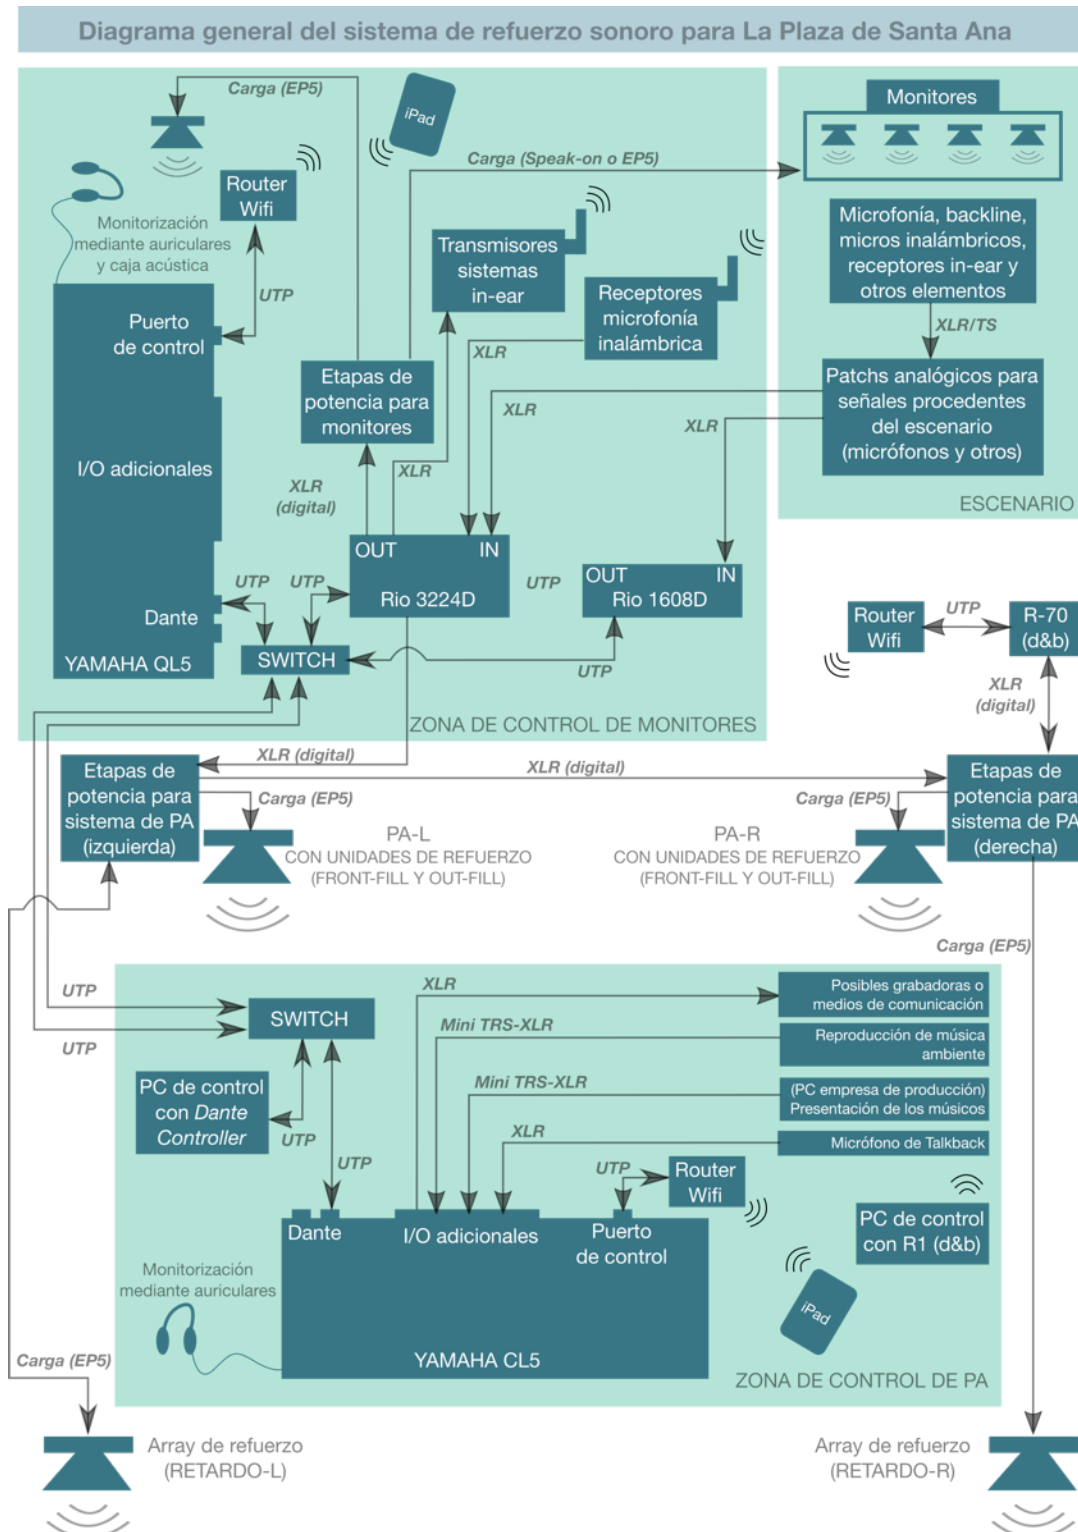 Diagrama general del sistema de refuerzo sonoro para La Plaza de Santa Ana
Carga (EP5)
iPad
Monitores
Carga (Speak-on o EP5)
Router
Wifi
Monitorización
mediante auriculares
y caja acústica
UTP
Transmisores
sistemas
in-ear
Receptores
microfonía
inalámbrica
Microfonía, backline,
micros inalámbricos,
receptores in-ear y
otros elementos
XLR/TS
Puerto
de control
XLR
Etapas de
potencia para
monitores
XLR
XLR
Patchs analógicos para
señales procedentes
del escenario
(micrófonos y otros)
I/O adicionales
XLR
(digital)
XLR
ESCENARIO
OUT
IN
Rio 3224D
UTP
OUT
IN
Rio 1608D
UTP
UTP
Dante
YAMAHA QL5
SWITCH
UTP
Router
Wifi
UTP
R-70
(d&b)
XLR
(digital)
ZONA DE CONTROL DE MONITORES
XLR (digital)
XLR (digital)
Etapas de
potencia para
sistema de PA
(izquierda)
Carga (EP5)
PA-L
CON UNIDADES DE REFUERZO
(FRONT-FILL Y OUT-FILL)
Carga (EP5)
PA-R
CON UNIDADES DE REFUERZO
(FRONT-FILL Y OUT-FILL)
Etapas de
potencia para
sistema de PA
(derecha)
Carga (EP5)
UTP
UTP
SWITCH
XLR
Posibles grabadoras o
medios de comunicación
Mini TRS-XLR
Reproducción de música
ambiente
Mini TRS-XLR
(PC empresa de producción)
Presentación de los músicos
XLR
Micrófono de Talkback
PC de control
con Dante
Controller
UTP
UTP
UTP
Router
Wifi
PC de control
con R1 (d&b)
Dante
I/O adicionales
Puerto
de control
Monitorización
mediante auriculares
iPad
YAMAHA CL5
ZONA DE CONTROL DE PA
Carga (EP5)
Array de refuerzo
(RETARDO-L)
Array de refuerzo
(RETARDO-R)